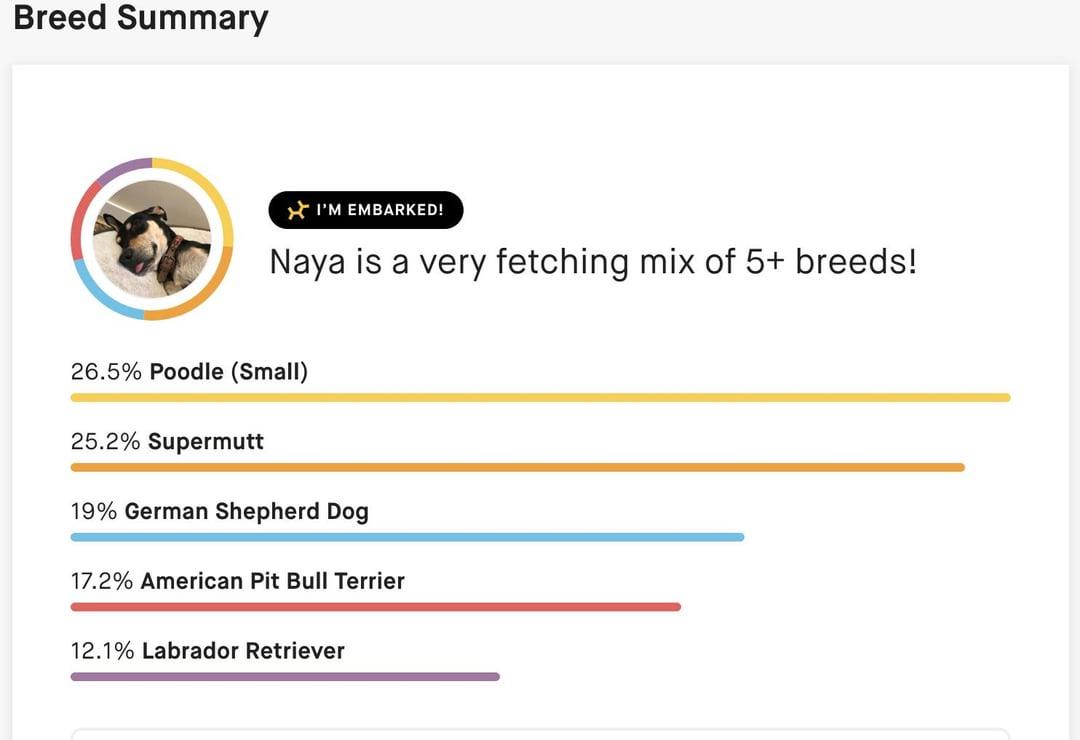 Breed Summary
I'M EMBARKED!
Naya is a very fetching mix of 5+ breeds!
26.5% Poodle (Small)
25.2% Supermutt
19% German Shepherd Dog
17.2% American Pit Bull Terrier
12.1% Labrador Retriever